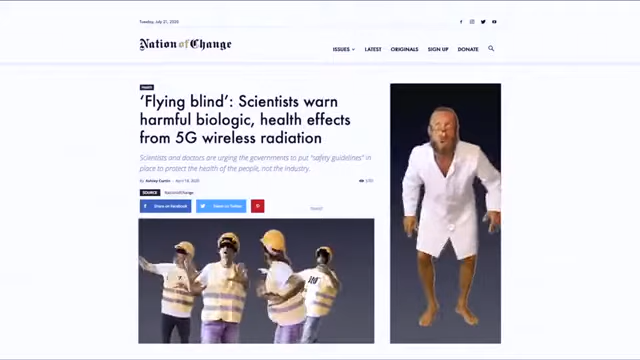 Tuesday, July 21, 2020
Nation of Change
ISSUES LATEST ORIGINALS SIGN UP DONATE
'Flying blind': Scientists warn
harmful biologic, health effects
from 5G wireless radiation
Scientists and doctors are urging the governments to put "safety guidelines" in
place to protect the health of the people, not the industry.
By Ashley Curtin - April 14, 2020
SOURCE NationofChange
Share on Facebook Tweet on Twitter